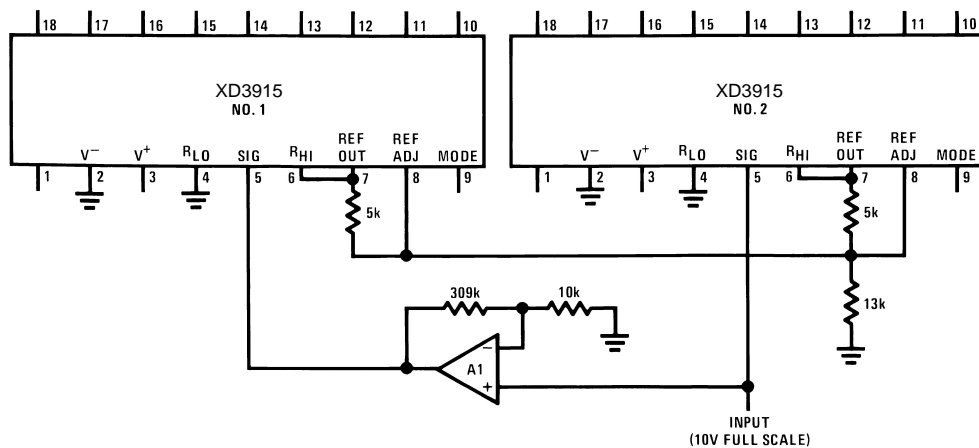 18 17 16 15 14 13 12 11 10
18 17 16 15 14 13 12 11 10
XD3915
NO. 1
XD3915
NO. 2
V− V+ RLO SIG RHI REF OUT REF ADJ MODE
V− V+ RLO SIG RHI REF OUT REF ADJ MODE
1 2 3 4 5 6 7 8 9
1 2 3 4 5 6 7 8 9
5k
5k
309k
10k
13k
−
A1
+
INPUT
(10V FULL SCALE)